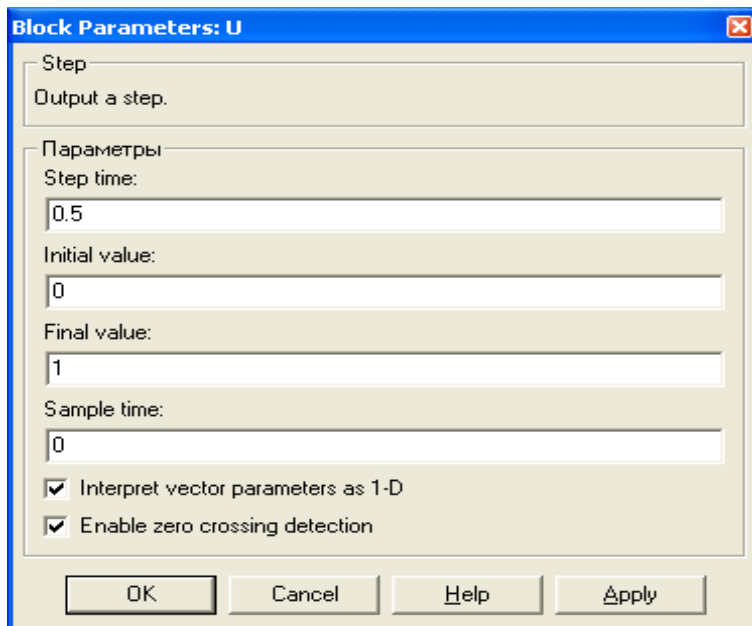 Block Parameters: U
Step
Output a step.
Параметры
Step time:
0.5
Initial value:
0
Final value:
1
Sample time:
0
Interpret vector parameters as 1-D
Enable zero crossing detection
OK
Cancel
Help
Apply